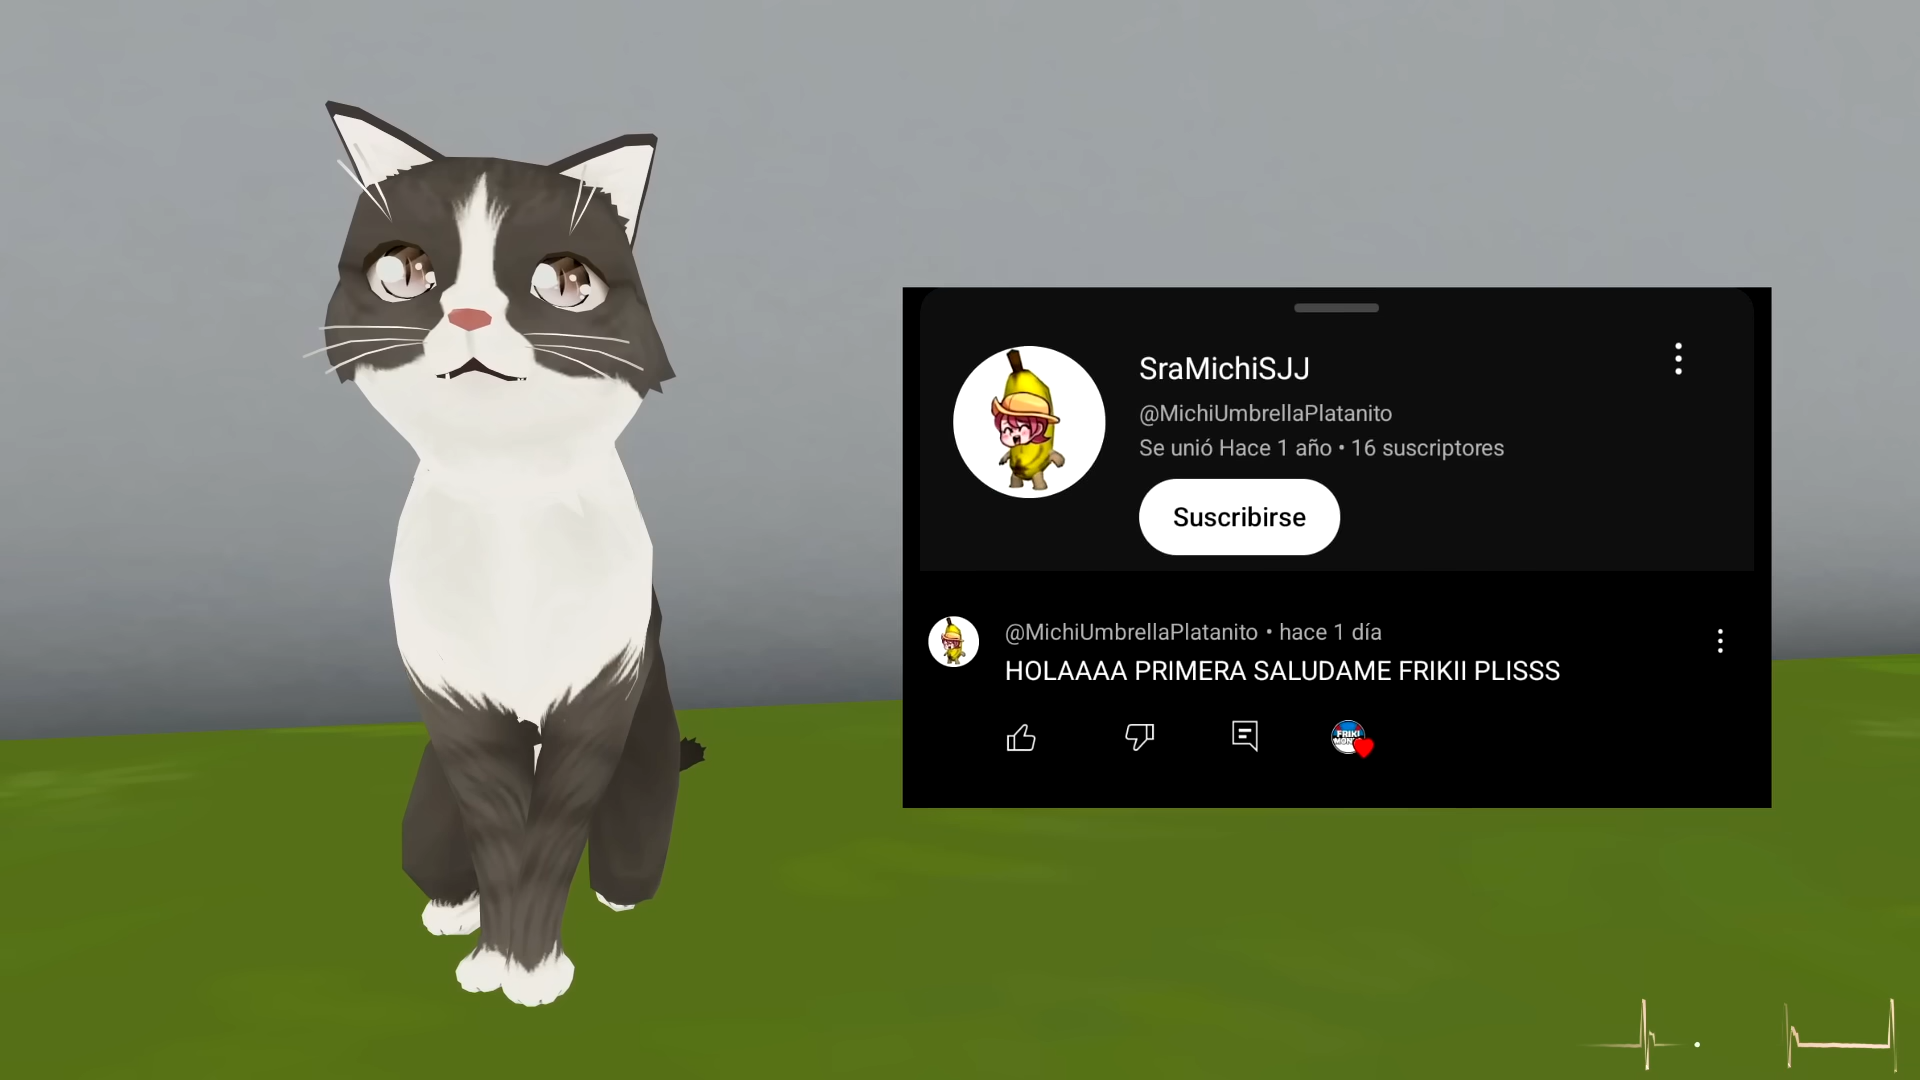 SraMichiSJJ
@MichiUmbrellaPlatanito
Se unió Hace 1 año • 16 suscriptores
Suscribirse
@MichiUmbrellaPlatanito • hace 1 día
HOLAAAA PRIMERA SALUDAME FRIKII PLISSS
FRIKI